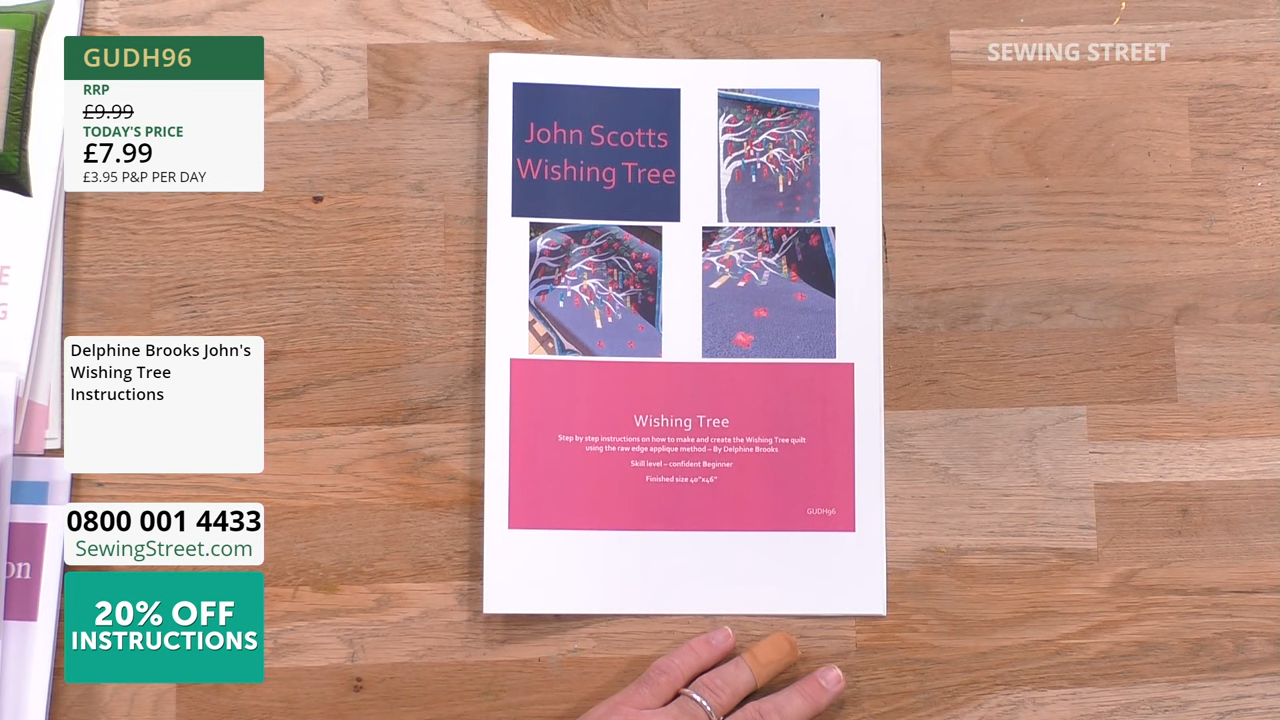 GUDH96
RRP
£9.99
TODAY'S PRICE
£7.99
£3.95 P&P PER DAY
Delphine Brooks John's
Wishing Tree
Instructions
0800 001 4433
SewingStreet.com
20% OFF
INSTRUCTIONS
SEWING STREET
John Scotts
Wishing Tree
Wishing Tree
Step by step instructions on how to make and create the Wishing Tree quilt
using the raw edge applique method – By Delphine Brooks
Skill level – confident Beginner
Finished size 40"x46"
GUDH96
E
G
on